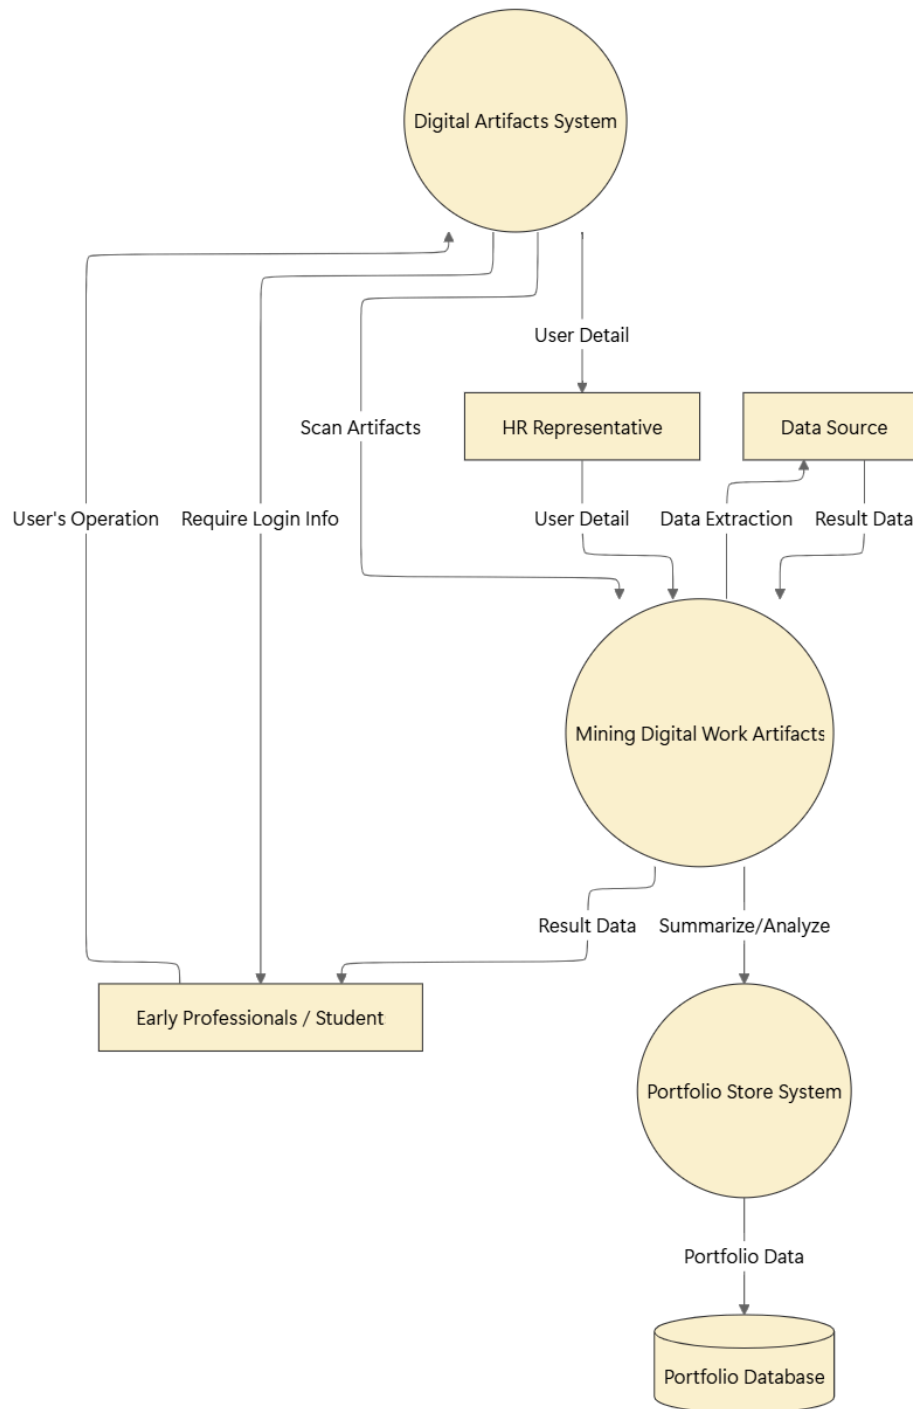 Digital Artifacts System
User Detail
HR Representative
Data Source
Scan Artifacts
User's Operation
Require Login Info
User Detail
Data Extraction
Result Data
Mining Digital Work Artifacts
Result Data
Summarize/Analyze
Early Professionals / Student
Portfolio Store System
Portfolio Data
Portfolio Database